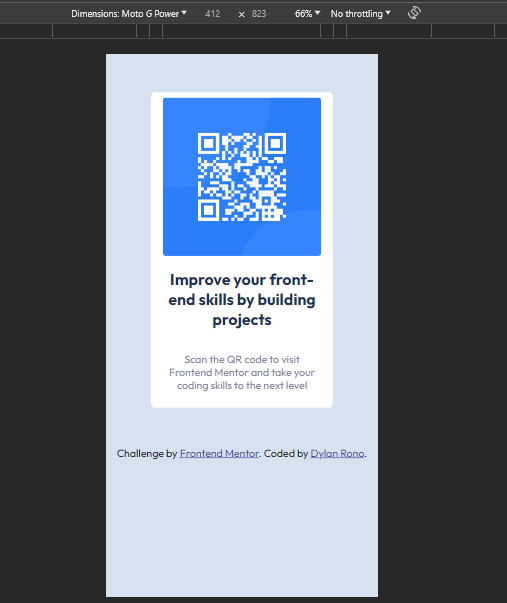 Dimensions: Moto G Power 412 × 823 66% No throttling
Improve your front-
end skills by building
projects
Scan the QR code to visit
Frontend Mentor and take your
coding skills to the next level
Challenge by Frontend Mentor. Coded by Dylan Rono.